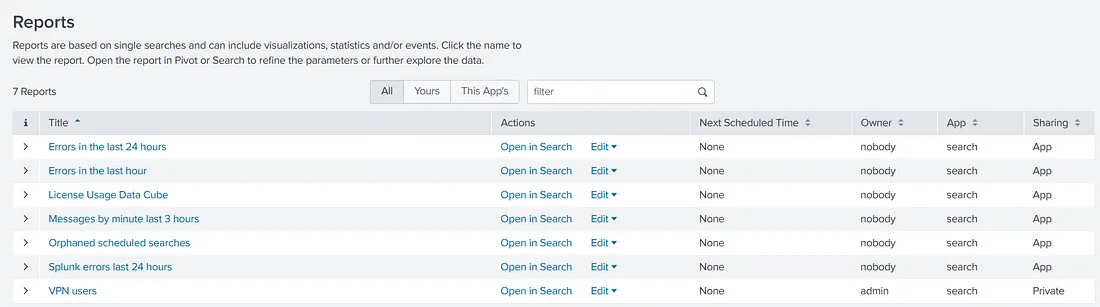 Reports
Reports are based on single searches and can include visualizations, statistics and/or events. Click the name to
view the report. Open the report in Pivot or Search to refine the parameters or further explore the data.
7 Reports All Yours This App's filter
i Title Actions Next Scheduled Time Owner App Sharing
Errors in the last 24 hours Open in Search Edit None nobody search App
Errors in the last hour Open in Search Edit None nobody search App
License Usage Data Cube Open in Search Edit None nobody search App
Messages by minute last 3 hours Open in Search Edit None nobody search App
Orphaned scheduled searches Open in Search Edit None nobody search App
Splunk errors last 24 hours Open in Search Edit None nobody search App
VPN users Open in Search Edit None admin search Private